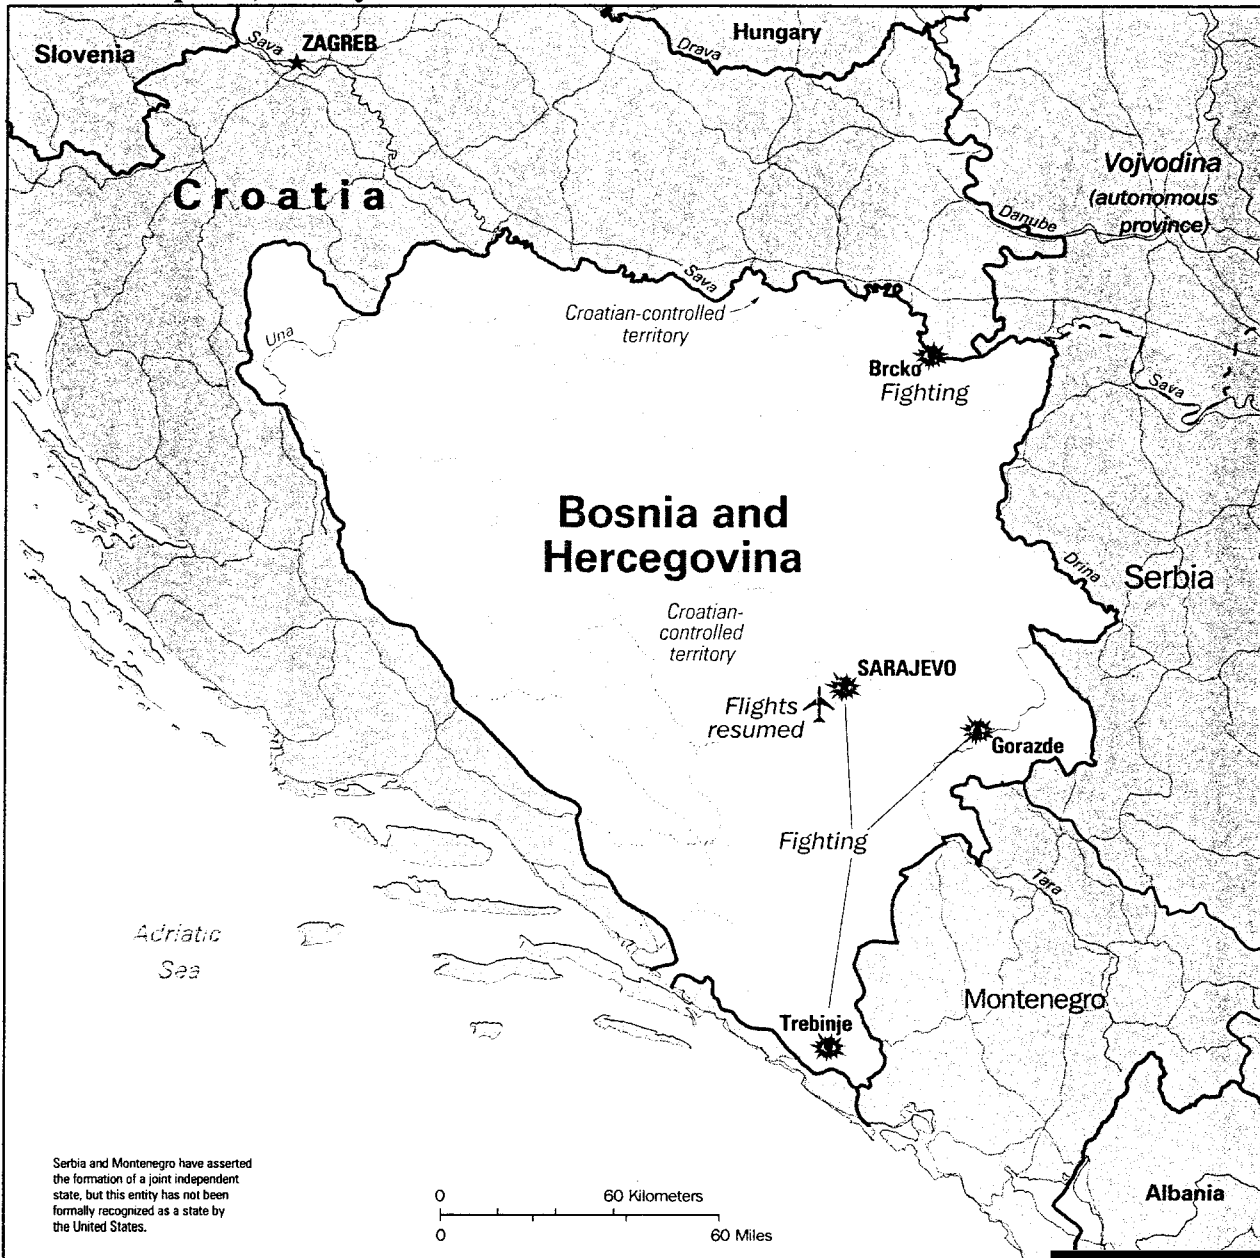 Slovenia
Sava
ZAGREB
Drava
Hungary
Croatia
Vojvodina
(autonomous
province)
Danube
Sava
Croatian-controlled
territory
Una
Brcko
Fighting
Sava
Bosnia and
Hercegovina
Drina
Serbia
Croatian-
controlled
territory
SARAJEVO
Flights
resumed
Gorazde
Fighting
Tara
Adriatic
Sea
Montenegro
Trebinje
Serbia and Montenegro have asserted
the formation of a joint independent
state, but this entity has not been
formally recognized as a state by
the United States.
0 60 Kilometers
0 60 Miles
Albania